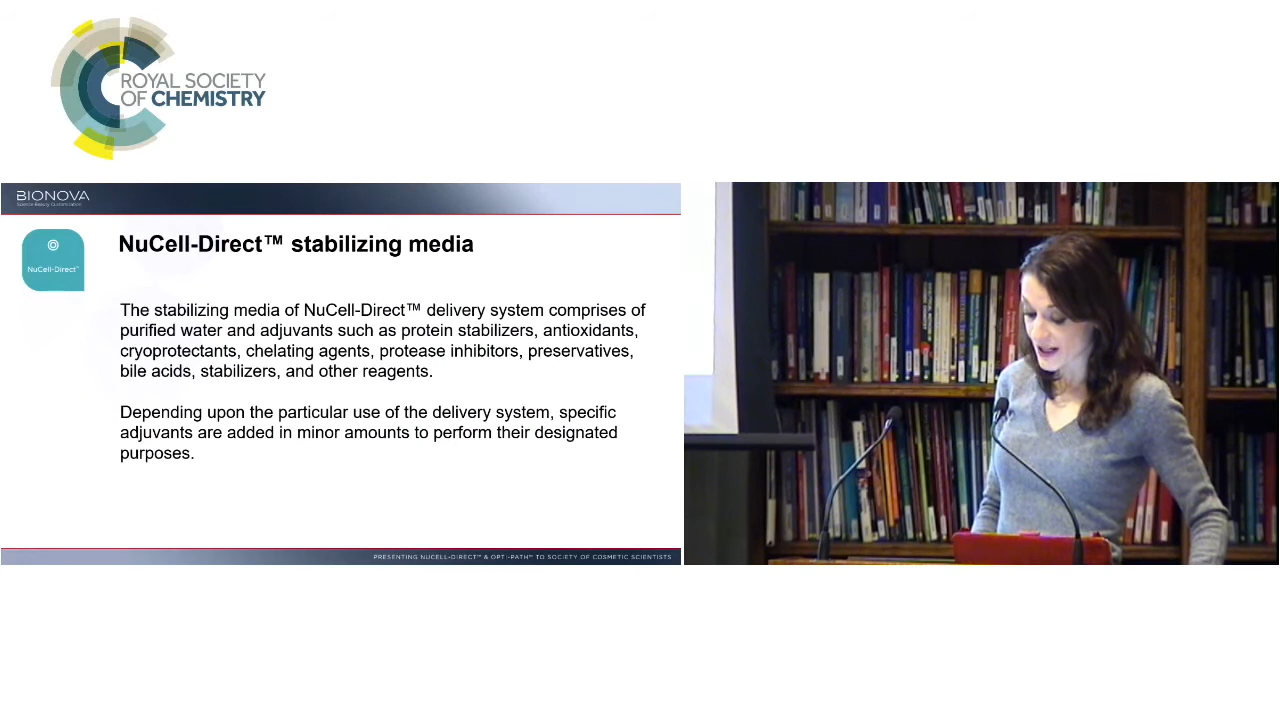 ROYAL SOCIETY
OF CHEMISTRY
BIONOVA
Science Beauty Customization
NuCell-Direct™
NuCell-Direct™ stabilizing media
The stabilizing media of NuCell-Direct™ delivery system comprises of
purified water and adjuvants such as protein stabilizers, antioxidants,
cryoprotectants, chelating agents, protease inhibitors, preservatives,
bile acids, stabilizers, and other reagents.
Depending upon the particular use of the delivery system, specific
adjuvants are added in minor amounts to perform their designated
purposes.
PRESENTING NUCELL-DIRECT™ & OPTI-PATH™ TO SOCIETY OF COSMETIC SCIENTISTS